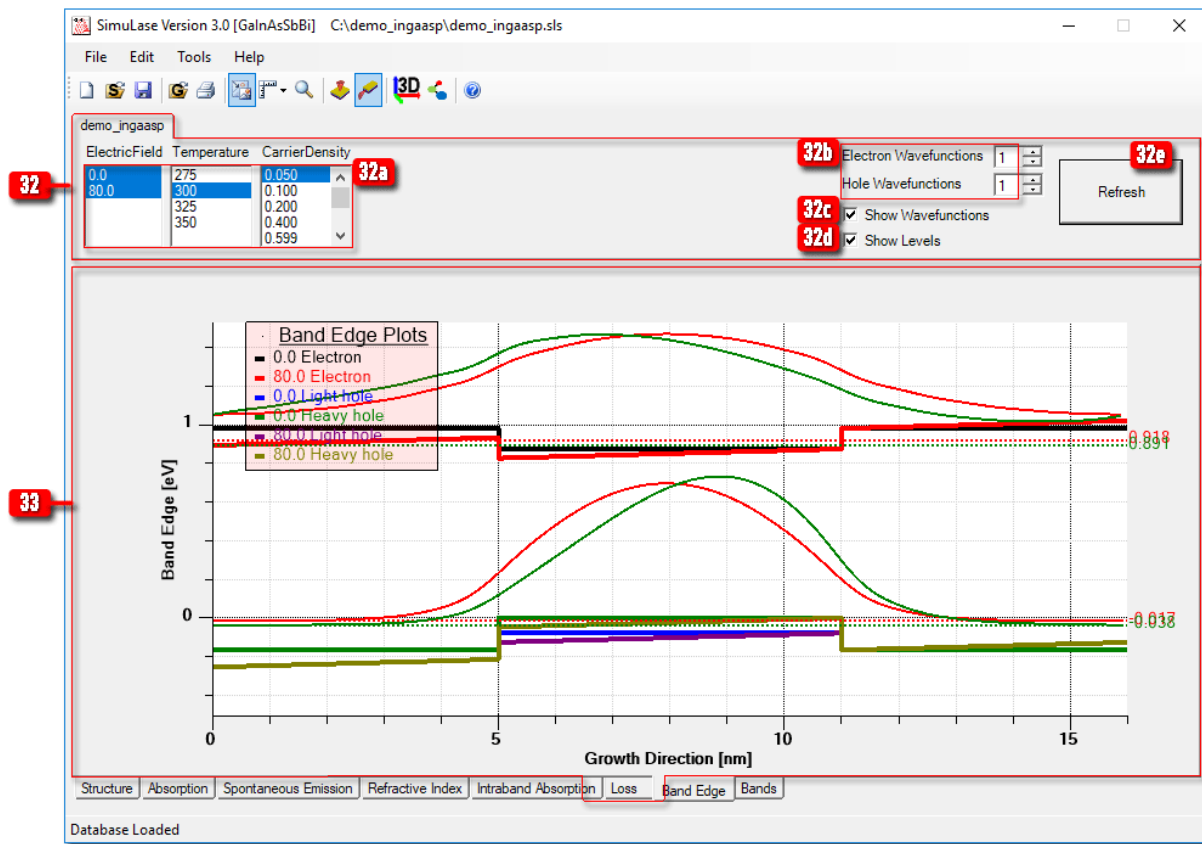 SimuLase Version 3.0 [GaInAsSbBi] C:\demo_ingaasp\demo_ingaasp.sls
File Edit Tools Help
3D
demo_ingaasp
ElectricField Temperature CarrierDensity
32 32a 32b 32c 32d 32e
0.0 275 0.050
80.0 300 0.100
325 0.200
350 0.400
0.599
Electron Wavefunctions 1
Hole Wavefunctions 1
Show Wavefunctions
Show Levels
Refresh
33
Band Edge Plots
0.0 Electron
80.0 Electron
0.0 Light hole
0.0 Heavy hole
80.0 Light hole
80.0 Heavy hole
Band Edge [eV]
1
0
0.918
0.891
-0.017
-0.038
0 5 10 15
Growth Direction [nm]
Structure Absorption Spontaneous Emission Refractive Index Intraband Absorption Loss Band Edge Bands
Database Loaded